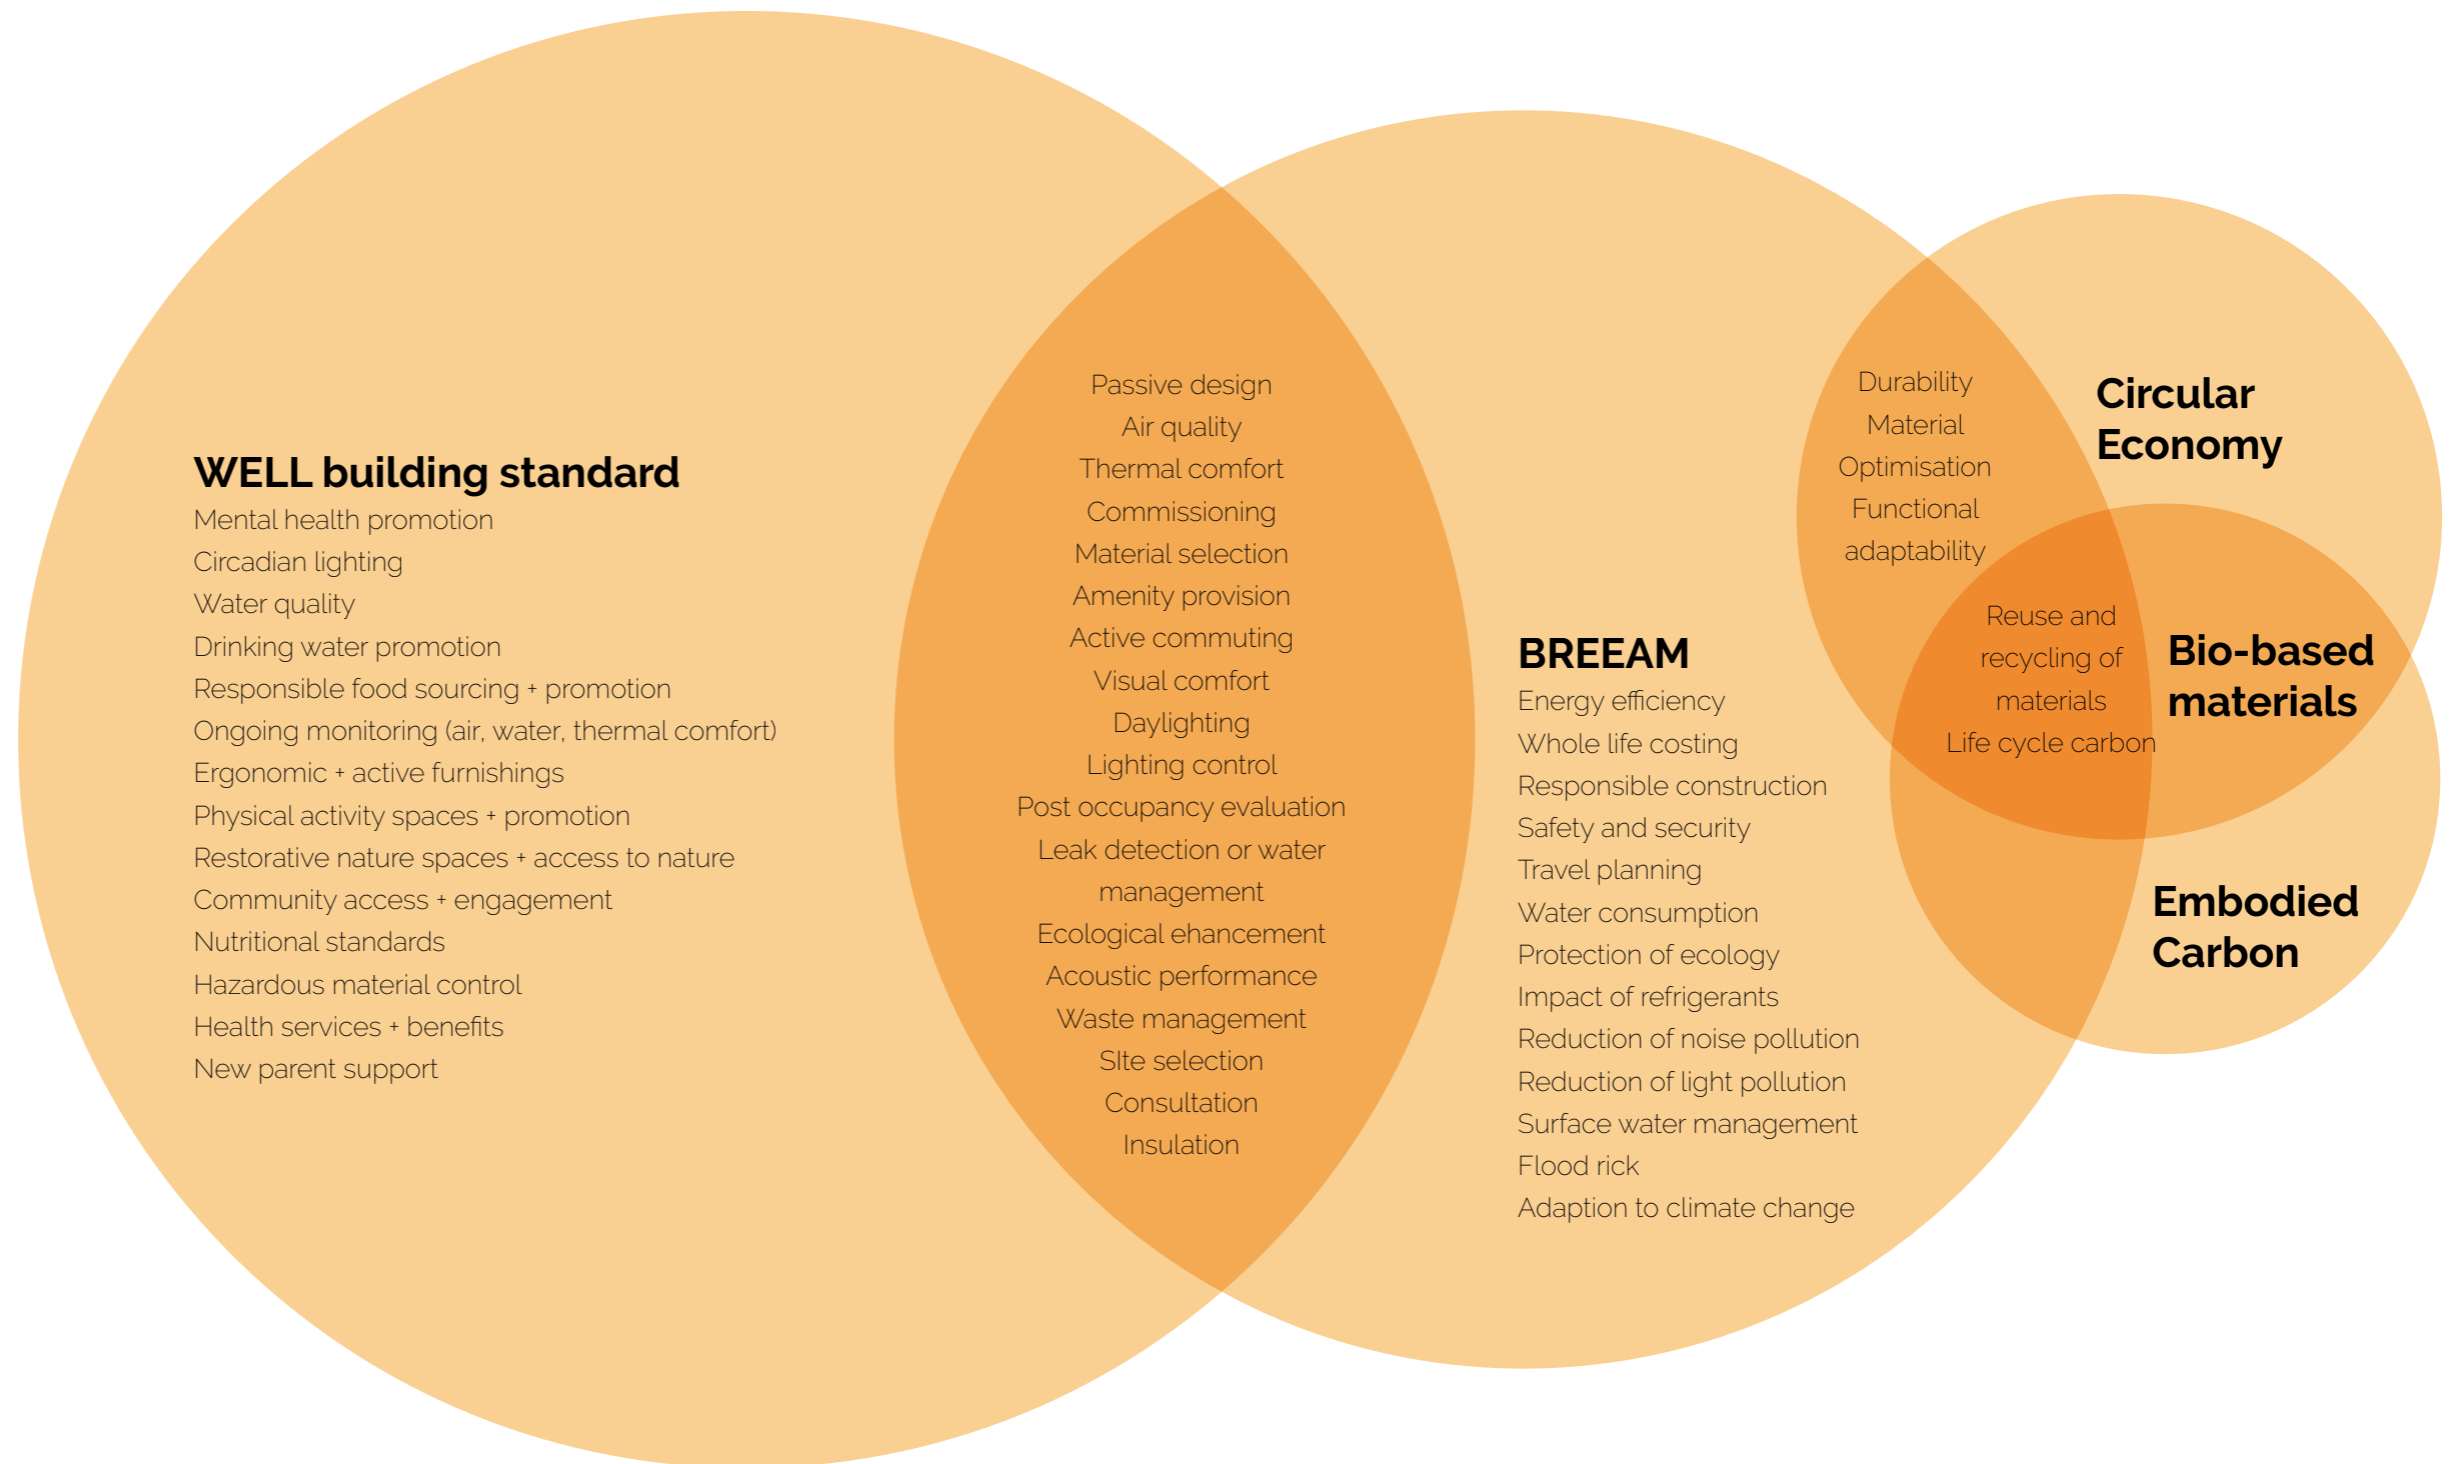 WELL building standard
Mental health promotion
Circadian lighting
Water quality
Drinking water promotion
Responsible food sourcing + promotion
Ongoing monitoring (air, water, thermal comfort)
Ergonomic + active furnishings
Physical activity spaces + promotion
Restorative nature spaces + access to nature
Community access + engagement
Nutritional standards
Hazardous material control
Health services + benefits
New parent support
Passive design
Air quality
Thermal comfort
Commissioning
Material selection
Amenity provision
Active commuting
Visual comfort
Daylighting
Lighting control
Post occupancy evaluation
Leak detection or water
management
Ecological ehancement
Acoustic performance
Waste management
SIte selection
Consultation
Insulation
BREEAM
Energy efficiency
Whole life costing
Responsible construction
Safety and security
Travel planning
Water consumption
Protection of ecology
Impact of refrigerants
Reduction of noise pollution
Reduction of light pollution
Surface water management
Flood rick
Adaption to climate change
Durability
Material
Optimisation
Functional
adaptability
Reuse and
recycling of
materials
Life cycle carbon
Circular
Economy
Bio-based
materials
Embodied
Carbon